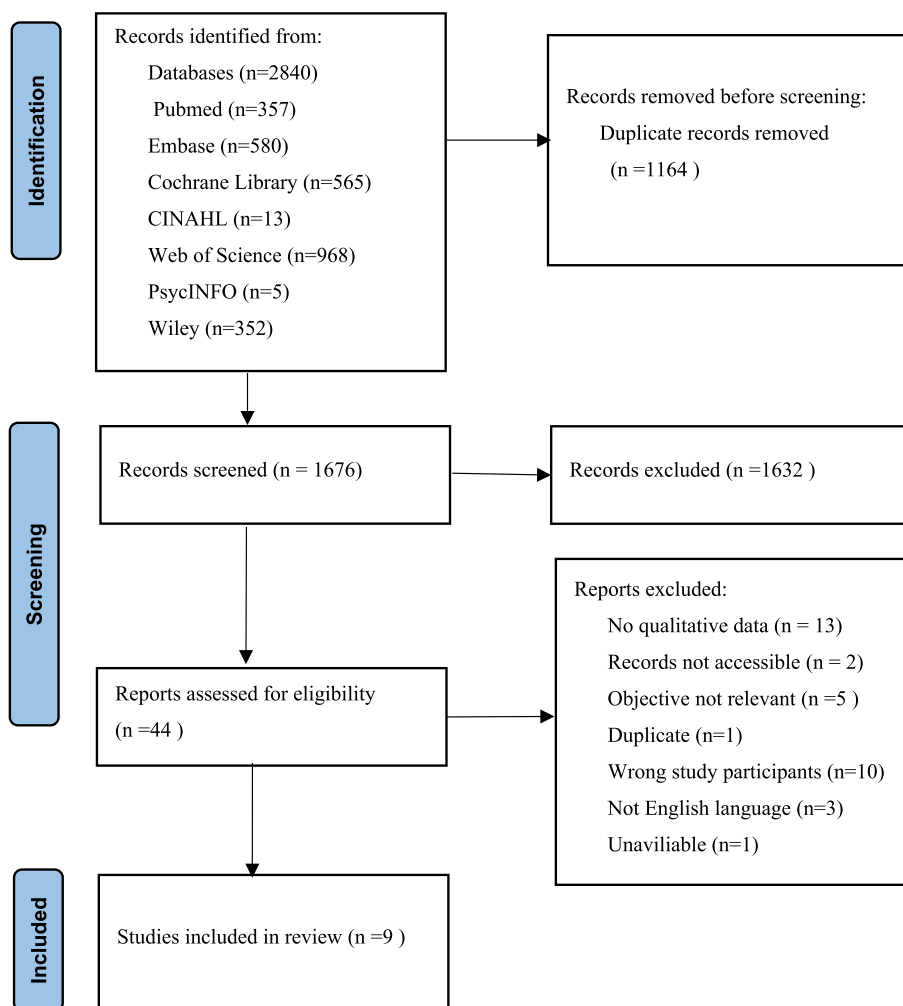 Identification
Records identified from:
Databases (n=2840)
Pubmed (n=357)
Embase (n=580)
Cochrane Library (n=565)
CINAHL (n=13)
Web of Science (n=968)
PsycINFO (n=5)
Wiley (n=352)
Records removed before screening:
Duplicate records removed
(n =1164 )
Screening
Records screened (n = 1676)
Records excluded (n =1632 )
Reports assessed for eligibility
(n =44 )
Reports excluded:
No qualitative data (n = 13)
Records not accessible (n = 2)
Objective not relevant (n =5 )
Duplicate (n=1)
Wrong study participants (n=10)
Not English language (n=3)
Unaviliable (n=1)
Included
Studies included in review (n =9 )